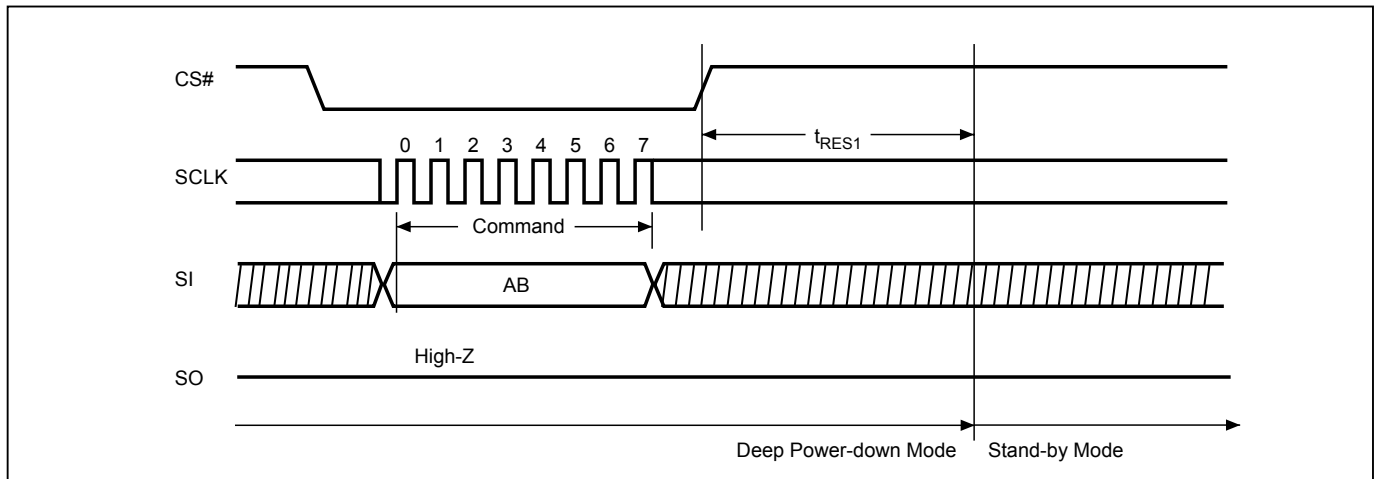 CS#
tRES1
0 1 2 3 4 5 6 7
SCLK
Command
SI
AB
High-Z
SO
Deep Power-down Mode Stand-by Mode